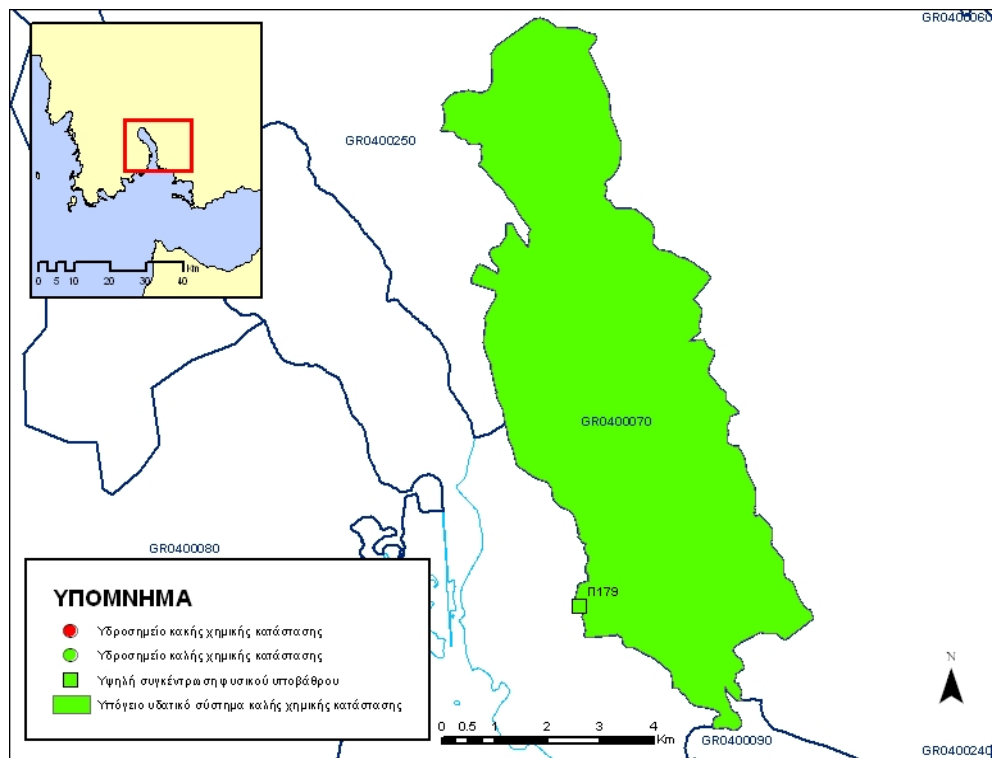 GR0400060
GR0400250
Km
0 5 10 20 30 40
GR0400070
GR0400080
Π179
ΥΠΟΜΝΗΜΑ
Υδροσημείο κακής χημικής κατάστασης
Υδροσημείο καλής χημικής κατάστασης
Υψηλή συγκέντρωση φυσικού υποβάθρου
Υπόγειο υδατικό σύστημα καλής χημικής κατάστασης
N
0 0.5 1 2 3 4
Km
GR0400090
GR0400240